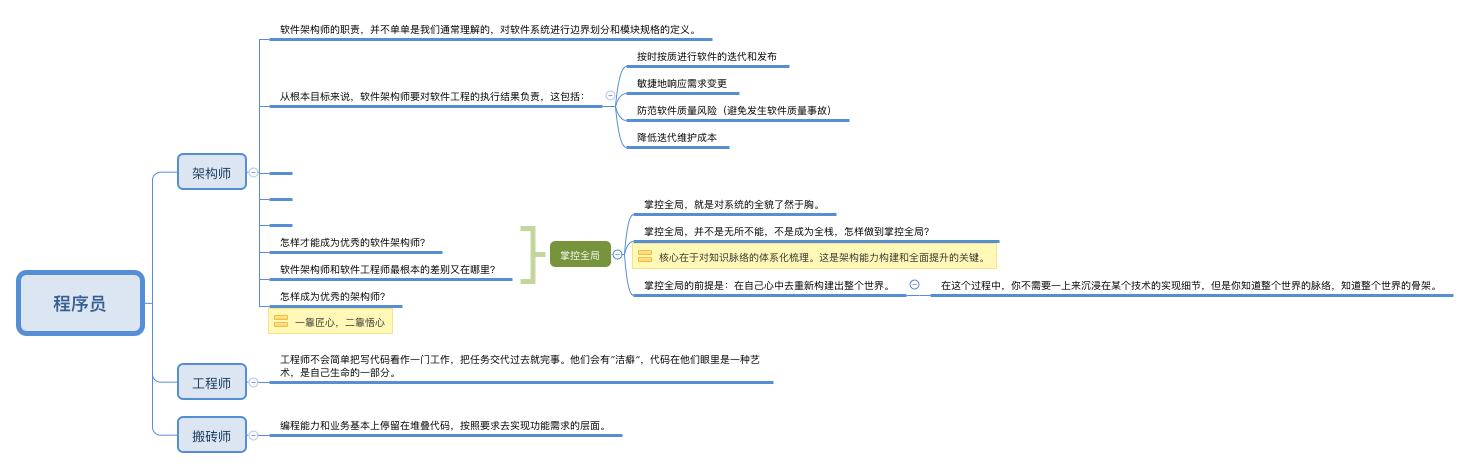 程序员
架构师
软件架构师的职责，并不单单是我们通常理解的，对软件系统进行边界划分和模块规格的定义。
从根本目标来说，软件架构师要对软件工程的执行结果负责，这包括：
按时按质进行软件的迭代和发布
敏捷地响应需求变更
防范软件质量风险（避免发生软件质量事故）
降低迭代维护成本
怎样才能成为优秀的软件架构师？
软件架构师和软件工程师最根本的差别又在哪里？
掌控全局
掌控全局，就是对系统的全貌了然于胸。
掌控全局，并不是无所不能，不是成为全栈，怎样做到掌控全局？
核心在于对知识脉络的体系化梳理。这是架构能力构建和全面提升的关键。
掌控全局的前提是：在自己心中去重新构建出整个世界。
在这个过程中，你不需要一上来沉浸在某个技术的实现细节，但是你知道整个世界的脉络，知道整个世界的骨架。
怎样成为优秀的架构师？
一靠匠心，二靠悟心
工程师
工程师不会简单把写代码看作一门工作，把任务交代过去就完事。他们会有“洁癖”，代码在他们眼里是一种艺
术，是自己生命的一部分。
搬砖师
编程能力和业务基本上停留在堆叠代码，按照要求去实现功能需求的层面。